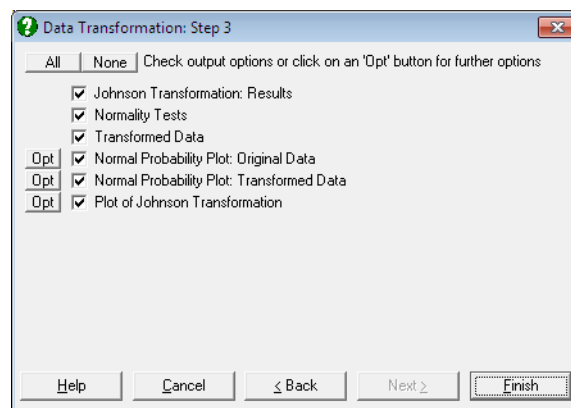 Data Transformation: Step 3
All None Check output options or click on an 'Opt' button for further options
Johnson Transformation: Results
Normality Tests
Transformed Data
Opt Normal Probability Plot: Original Data
Opt Normal Probability Plot: Transformed Data
Opt Plot of Johnson Transformation
Help Cancel < Back Next > Finish